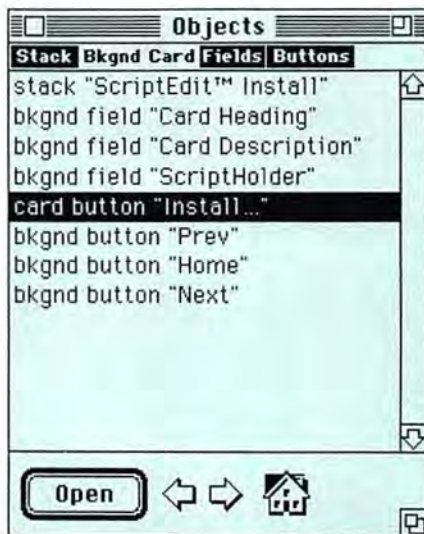 Objects
Stack Bkgnd Card Fields Buttons
stack "ScriptEdit™ Install"
bkgnd field "Card Heading"
bkgnd field "Card Description"
bkgnd field "ScriptHolder"
card button "Install..."
bkgnd button "Prev"
bkgnd button "Home"
bkgnd button "Next"
Open